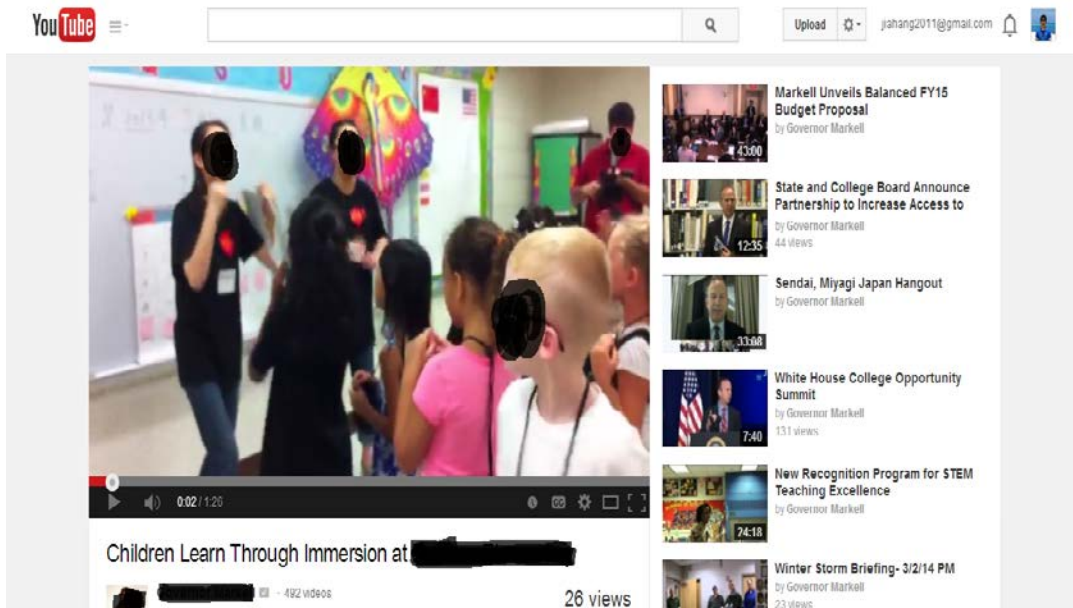 YouTube
Upload
jiahang2011@gmail.com
0:02 / 1:26
CC
Children Learn Through Immersion at
492 videos
26 views
Markell Unveils Balanced FY15
Budget Proposal
by Governor Markell
43:00
State and College Board Announce
Partnership to Increase Access to
by Governor Markell
44 views
12:35
Sendai, Miyagi Japan Hangout
by Governor Markell
33:08
White House College Opportunity
Summit
by Governor Markell
131 views
7:40
New Recognition Program for STEM
Teaching Excellence
by Governor Markell
24:18
Winter Storm Briefing- 3/2/14 PM
by Governor Markell
23 views